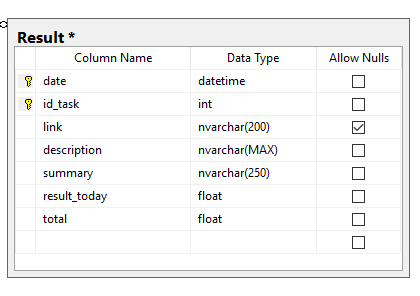 Result *
Column Name Data Type Allow Nulls
date datetime
id_task int
link nvarchar(200)
description nvarchar(MAX)
summary nvarchar(250)
result_today float
total float